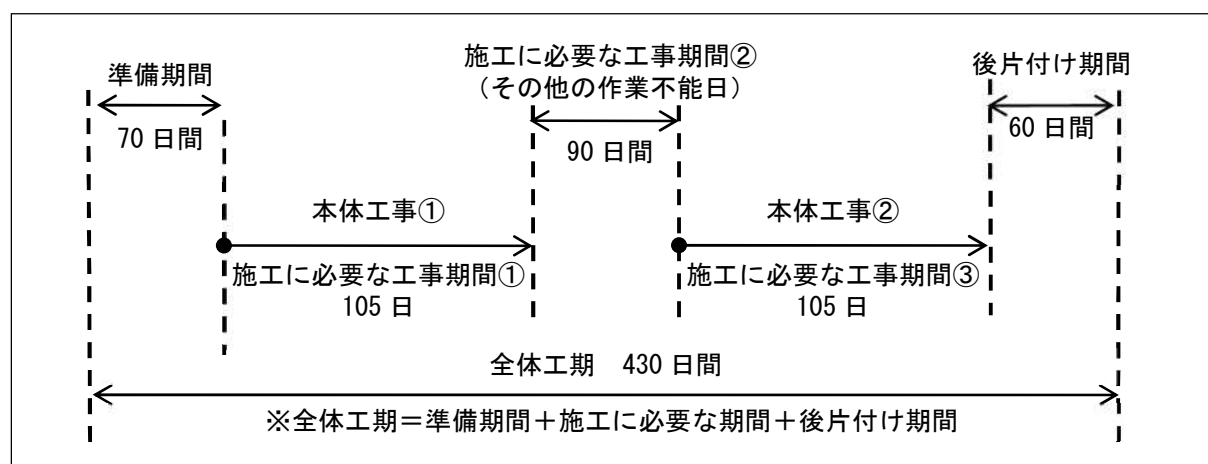 準備期間
70 日間
施工に必要な工事期間②
（その他の作業不能日）
90 日間
後片付け期間
60 日間
本体工事①
施工に必要な工事期間①
105 日
本体工事②
施工に必要な工事期間③
105 日
全体工期　430 日間
※全体工期＝準備期間＋施工に必要な期間＋後片付け期間